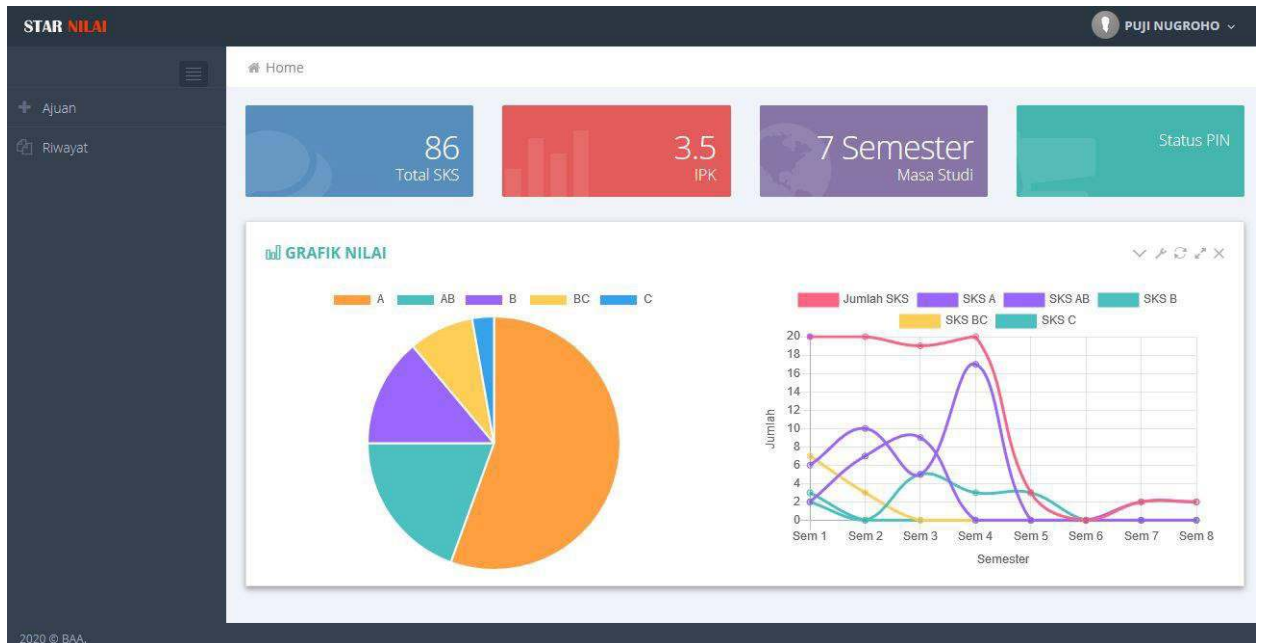 STAR NILAI
PUJI NUGROHO
Home
Ajuan
Riwayat
86
Total SKS
3.5
IPK
7 Semester
Masa Studi
Status PIN
GRAFIK NILAI
A AB B BC C
Jumlah SKS SKS A SKS AB SKS B
SKS BC SKS C
20
18
16
14
12
10
8
6
4
2
0
Jumlah
Sem 1 Sem 2 Sem 3 Sem 4 Sem 5 Sem 6 Sem 7 Sem 8
Semester
2020 © BAA.